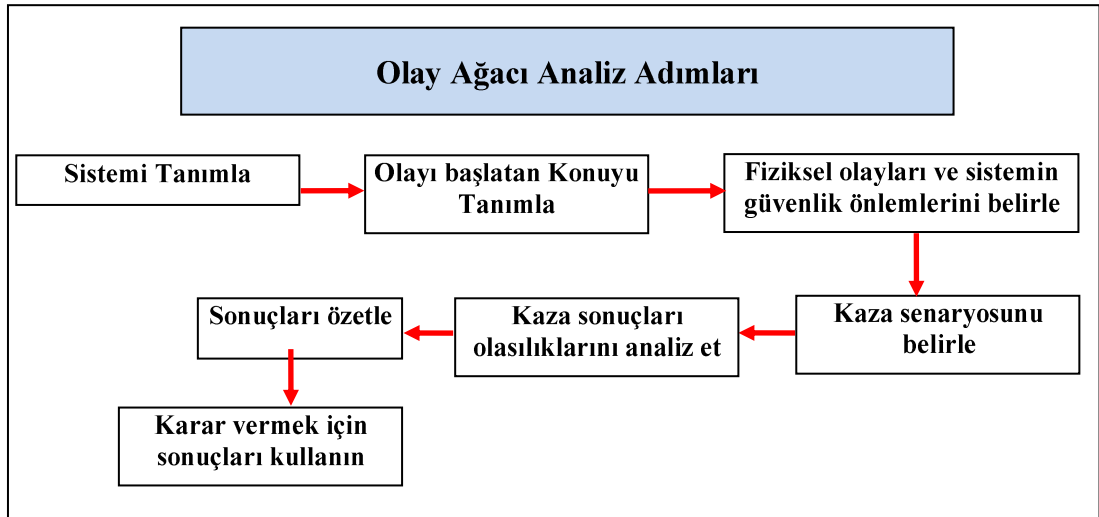 Olay Ağacı Analiz Adımları
Sistemi Tanımla
Olayı başlatan Konuyu
Tanımla
Fiziksel olayları ve sistemin
güvenlik önlemlerini belirle
Kaza senaryosunu
belirle
Kaza sonuçları
olasılıklarını analiz et
Sonuçları özetle
Karar vermek için
sonuçları kullanın